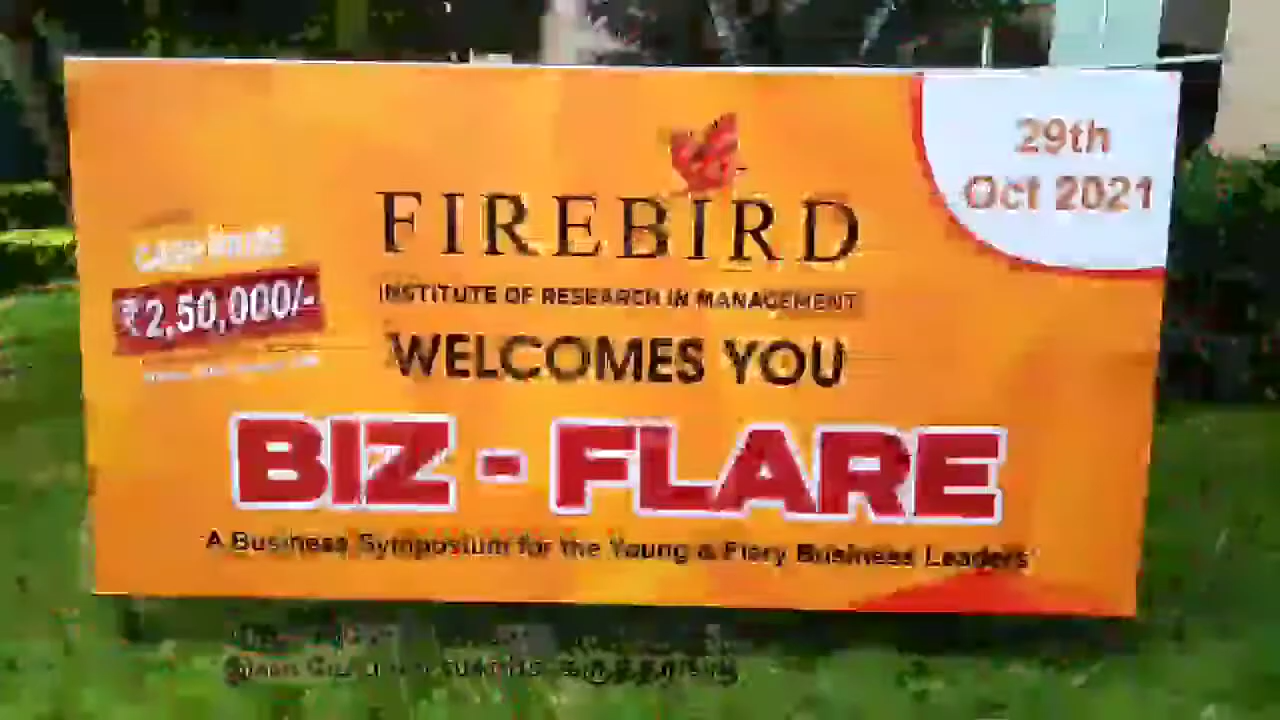 29th
Oct 2021
FIREBIRD
INSTITUTE OF RESEARCH IN MANAGEMENT
CASH
₹2,50,000/-
WELCOMES YOU
BIZ - FLARE
A Business Symposium for the Young & Fiery Business Leaders